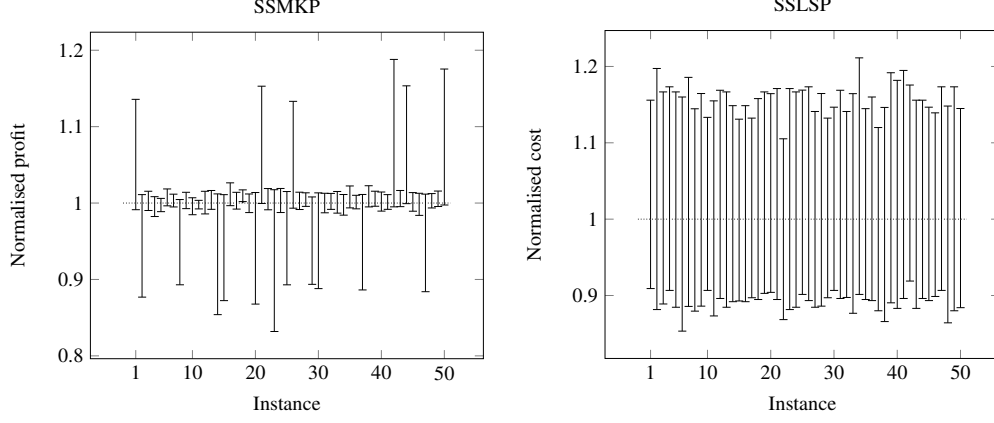 SSMKP
1.2
1.1
1
0.9
0.8
1 10 20 30 40 50
Normalised profit
Instance
SSLSP
1.2
1.1
1
0.9
1 10 20 30 40 50
Normalised cost
Instance